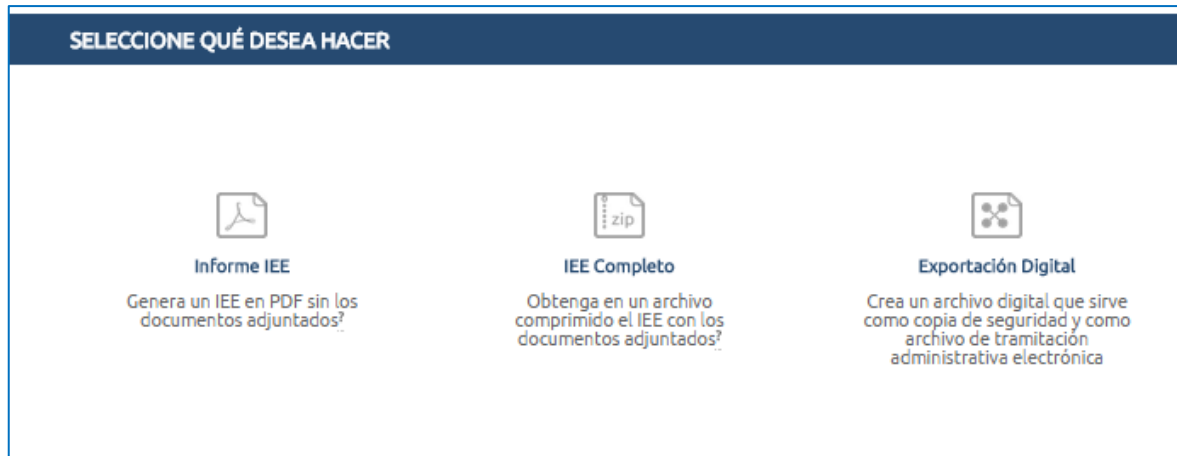 SELECCIONE QUÉ DESEA HACER
zip
Informe IEE
Genera un IEE en PDF sin los
documentos adjuntados?
IEE Completo
Obtenga en un archivo
comprimido el IEE con los
documentos adjuntados?
Exportación Digital
Crea un archivo digital que sirve
como copia de seguridad y como
archivo de tramitación
administrativa electrónica